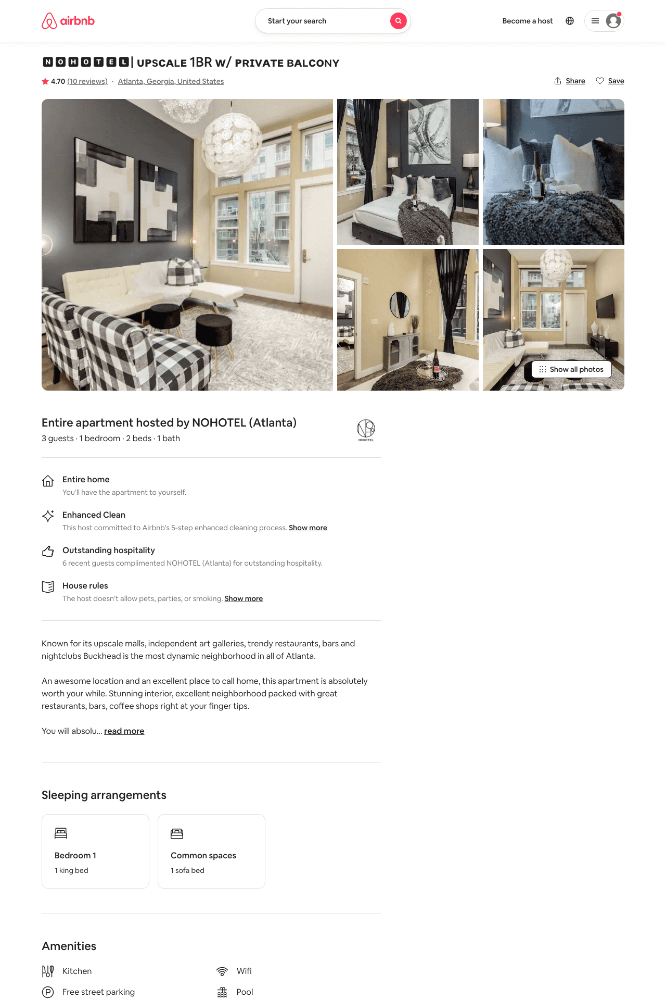 airbnb
Start your search
Become a host
🅽🅾🅷🅾🆃🅴🅻| ᴜᴘsᴄᴀʟᴇ 1BR ᴡ/ ᴘʀɪᴠᴀᴛᴇ ʙᴀʟᴄᴏɴʏ
4.70 (10 reviews) · Atlanta, Georgia, United States
Share
Save
Show all photos
Entire apartment hosted by NOHOTEL (Atlanta)
3 guests · 1 bedroom · 2 beds · 1 bath
NOHOTEL
Entire home
You'll have the apartment to yourself.
Enhanced Clean
This host committed to Airbnb's 5-step enhanced cleaning process. Show more
Outstanding hospitality
6 recent guests complimented NOHOTEL (Atlanta) for outstanding hospitality.
House rules
The host doesn't allow pets, parties, or smoking. Show more
Known for its upscale malls, independent art galleries, trendy restaurants, bars and
nightclubs Buckhead is the most dynamic neighborhood in all of Atlanta.
An awesome location and an excellent place to call home, this apartment is absolutely
worth your while. Stunning interior, excellent neighborhood packed with great
restaurants, bars, coffee shops right at your finger tips.
You will absolu... read more
Sleeping arrangements
Bedroom 1
1 king bed
Common spaces
1 sofa bed
Amenities
Kitchen
Wifi
Free street parking
Pool